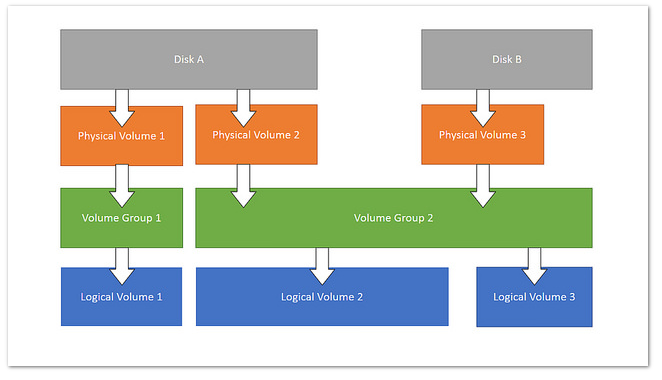 Disk A
Disk B
Physical Volume 1
Physical Volume 2
Physical Volume 3
Volume Group 1
Volume Group 2
Logical Volume 1
Logical Volume 2
Logical Volume 3